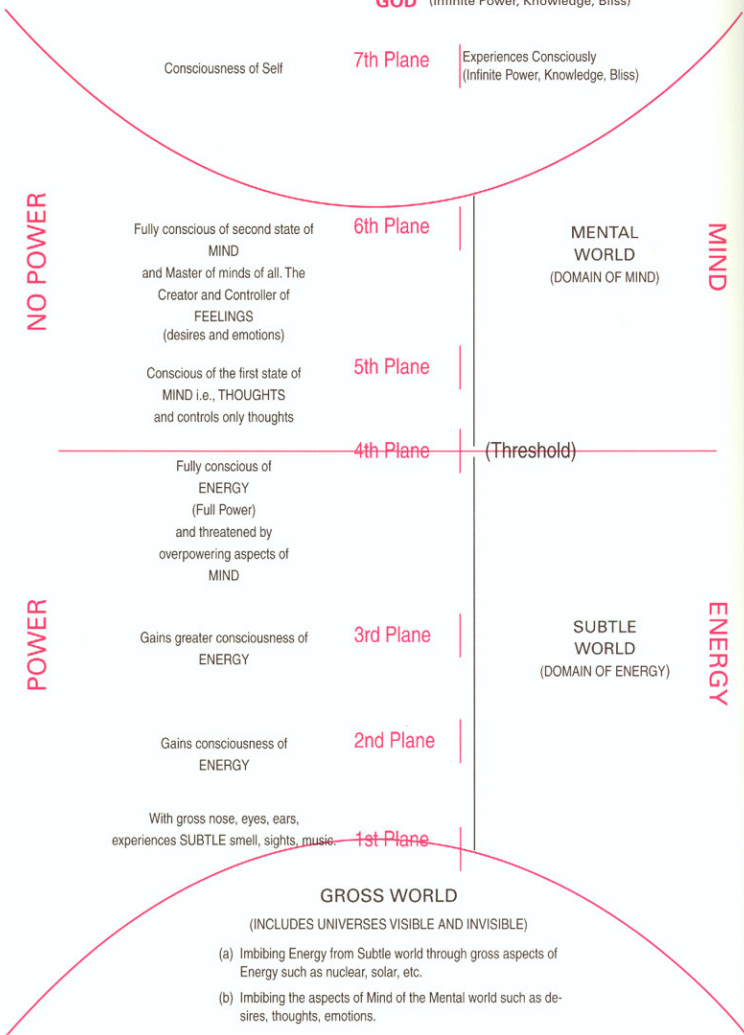 GOD (Infinite Power, Knowledge, Bliss)
Consciousness of Self
7th Plane
Experiences Consciously
(Infinite Power, Knowledge, Bliss)
NO POWER
Fully conscious of second state of
MIND
and Master of minds of all. The
Creator and Controller of
FEELINGS
(desires and emotions)
6th Plane
MENTAL
WORLD
(DOMAIN OF MIND)
MIND
Conscious of the first state of
MIND i.e., THOUGHTS
and controls only thoughts
5th Plane
4th Plane
(Threshold)
Fully conscious of
ENERGY
(Full Power)
and threatened by
overpowering aspects of
MIND
POWER
Gains greater consciousness of
ENERGY
3rd Plane
SUBTLE
WORLD
(DOMAIN OF ENERGY)
ENERGY
Gains consciousness of
ENERGY
2nd Plane
With gross nose, eyes, ears,
experiences SUBTLE smell, sights, music.
1st Plane
GROSS WORLD
(INCLUDES UNIVERSES VISIBLE AND INVISIBLE)
(a) Imbibing Energy from Subtle world through gross aspects of
Energy such as nuclear, solar, etc.
(b) Imbibing the aspects of Mind of the Mental world such as de-
sires, thoughts, emotions.